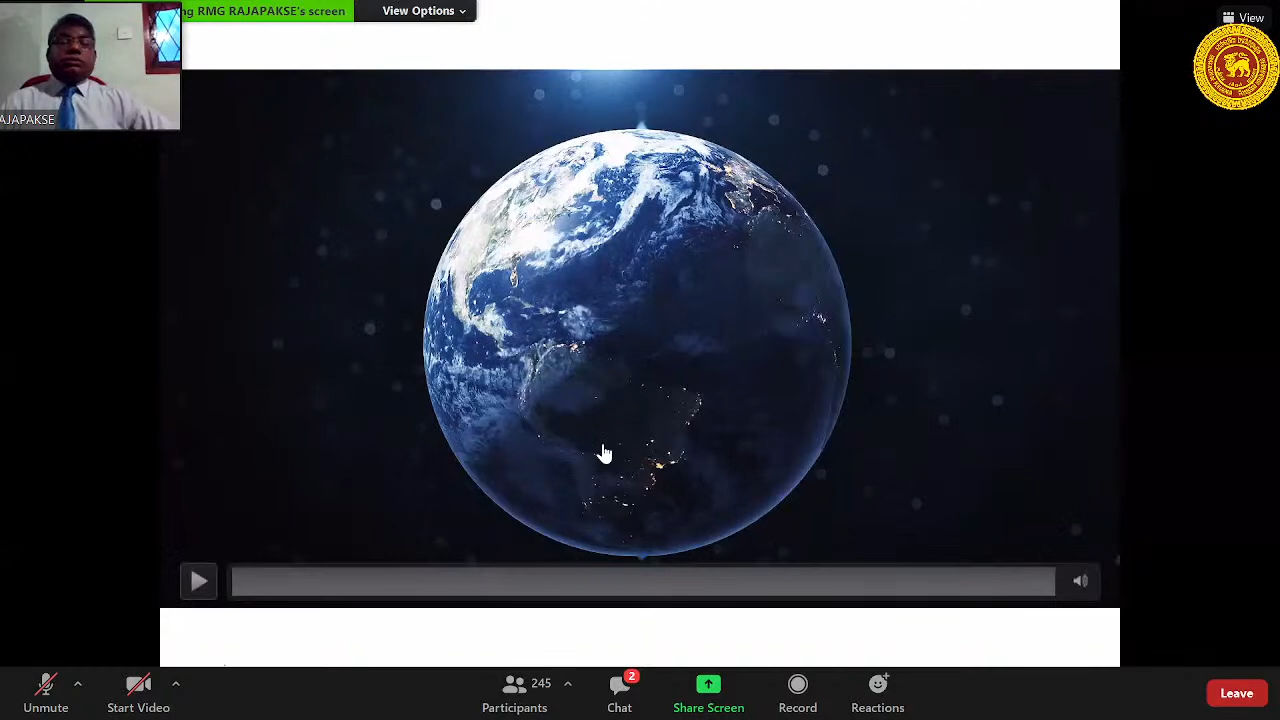 ng RMG RAJAPAKSE's screen
View Options
View
AJAPAKSE
245
2
Unmute
Start Video
Participants
Chat
Share Screen
Record
Reactions
Leave